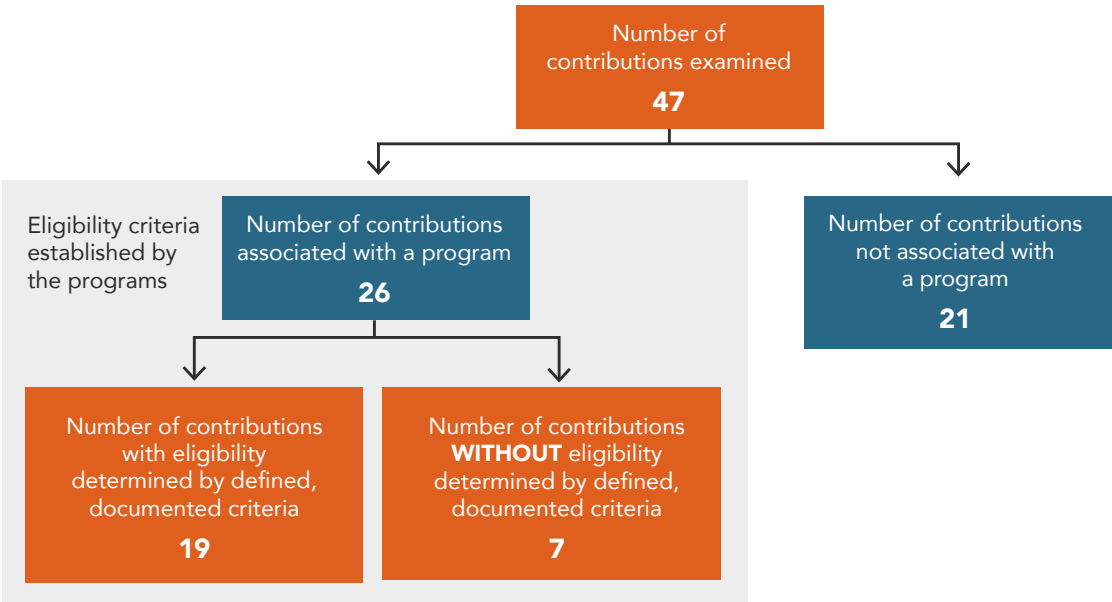 Number of
contributions examined
47
Eligibility criteria
established by
the programs
Number of contributions
associated with a program
26
Number of contributions
not associated with
a program
21
Number of contributions
with eligibility
determined by defined,
documented criteria
19
Number of contributions
WITHOUT eligibility
determined by defined,
documented criteria
7